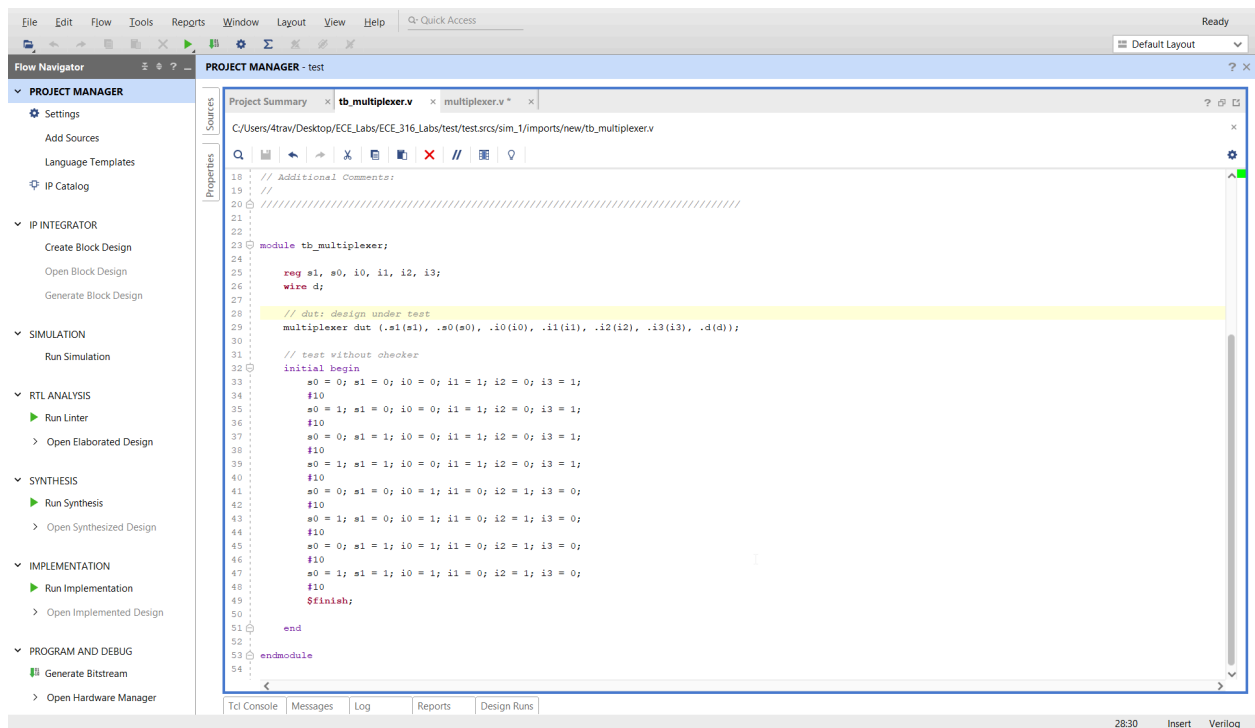 File Edit Flow Tools Reports Window Layout View Help Quick Access Ready
Default Layout
Flow Navigator
PROJECT MANAGER - test
PROJECT MANAGER
Settings
Add Sources
Language Templates
IP Catalog
IP INTEGRATOR
Create Block Design
Open Block Design
Generate Block Design
SIMULATION
Run Simulation
RTL ANALYSIS
Run Linter
Open Elaborated Design
SYNTHESIS
Run Synthesis
Open Synthesized Design
IMPLEMENTATION
Run Implementation
Open Implemented Design
PROGRAM AND DEBUG
Generate Bitstream
Open Hardware Manager
Sources
Properties
Project Summary tb_multiplexer.v multiplexer.v *
C:/Users/4trav/Desktop/ECE_Labs/ECE_316_Labs/test/test.srcs/sim_1/imports/new/tb_multiplexer.v
18 // Additional Comments:
19 //
20 //////////////////////////////////////////////////////////////////////////////////
21
22
23 module tb_multiplexer;
24
25 reg s1, s0, i0, i1, i2, i3;
26 wire d;
27
28 // dut: design under test
29 multiplexer dut (.s1(s1), .s0(s0), .i0(i0), .i1(i1), .i2(i2), .i3(i3), .d(d));
30
31 // test without checker
32 initial begin
33 s0 = 0; s1 = 0; i0 = 0; i1 = 1; i2 = 0; i3 = 1;
34 #10
35 s0 = 1; s1 = 0; i0 = 0; i1 = 1; i2 = 0; i3 = 1;
36 #10
37 s0 = 0; s1 = 1; i0 = 0; i1 = 1; i2 = 0; i3 = 1;
38 #10
39 s0 = 1; s1 = 1; i0 = 0; i1 = 1; i2 = 0; i3 = 1;
40 #10
41 s0 = 0; s1 = 0; i0 = 1; i1 = 0; i2 = 1; i3 = 0;
42 #10
43 s0 = 1; s1 = 0; i0 = 1; i1 = 0; i2 = 1; i3 = 0;
44 #10
45 s0 = 0; s1 = 1; i0 = 1; i1 = 0; i2 = 1; i3 = 0;
46 #10
47 s0 = 1; s1 = 1; i0 = 1; i1 = 0; i2 = 1; i3 = 0;
48 #10
49 $finish;
50
51 end
52
53 endmodule
54
Tcl Console Messages Log Reports Design Runs
28:30 Insert Verilog